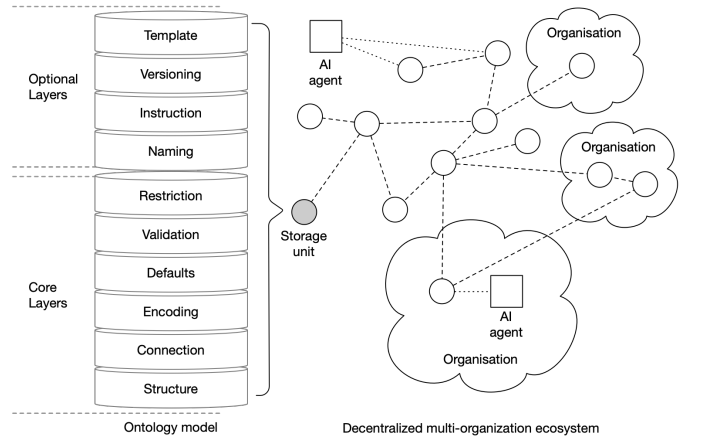 Template
Versioning
Instruction
Naming
Optional
Layers
Restriction
Validation
Defaults
Encoding
Connection
Structure
Core
Layers
Ontology model
Storage
unit
AI
agent
Organisation
Organisation
AI
agent
Organisation
Decentralized multi-organization ecosystem